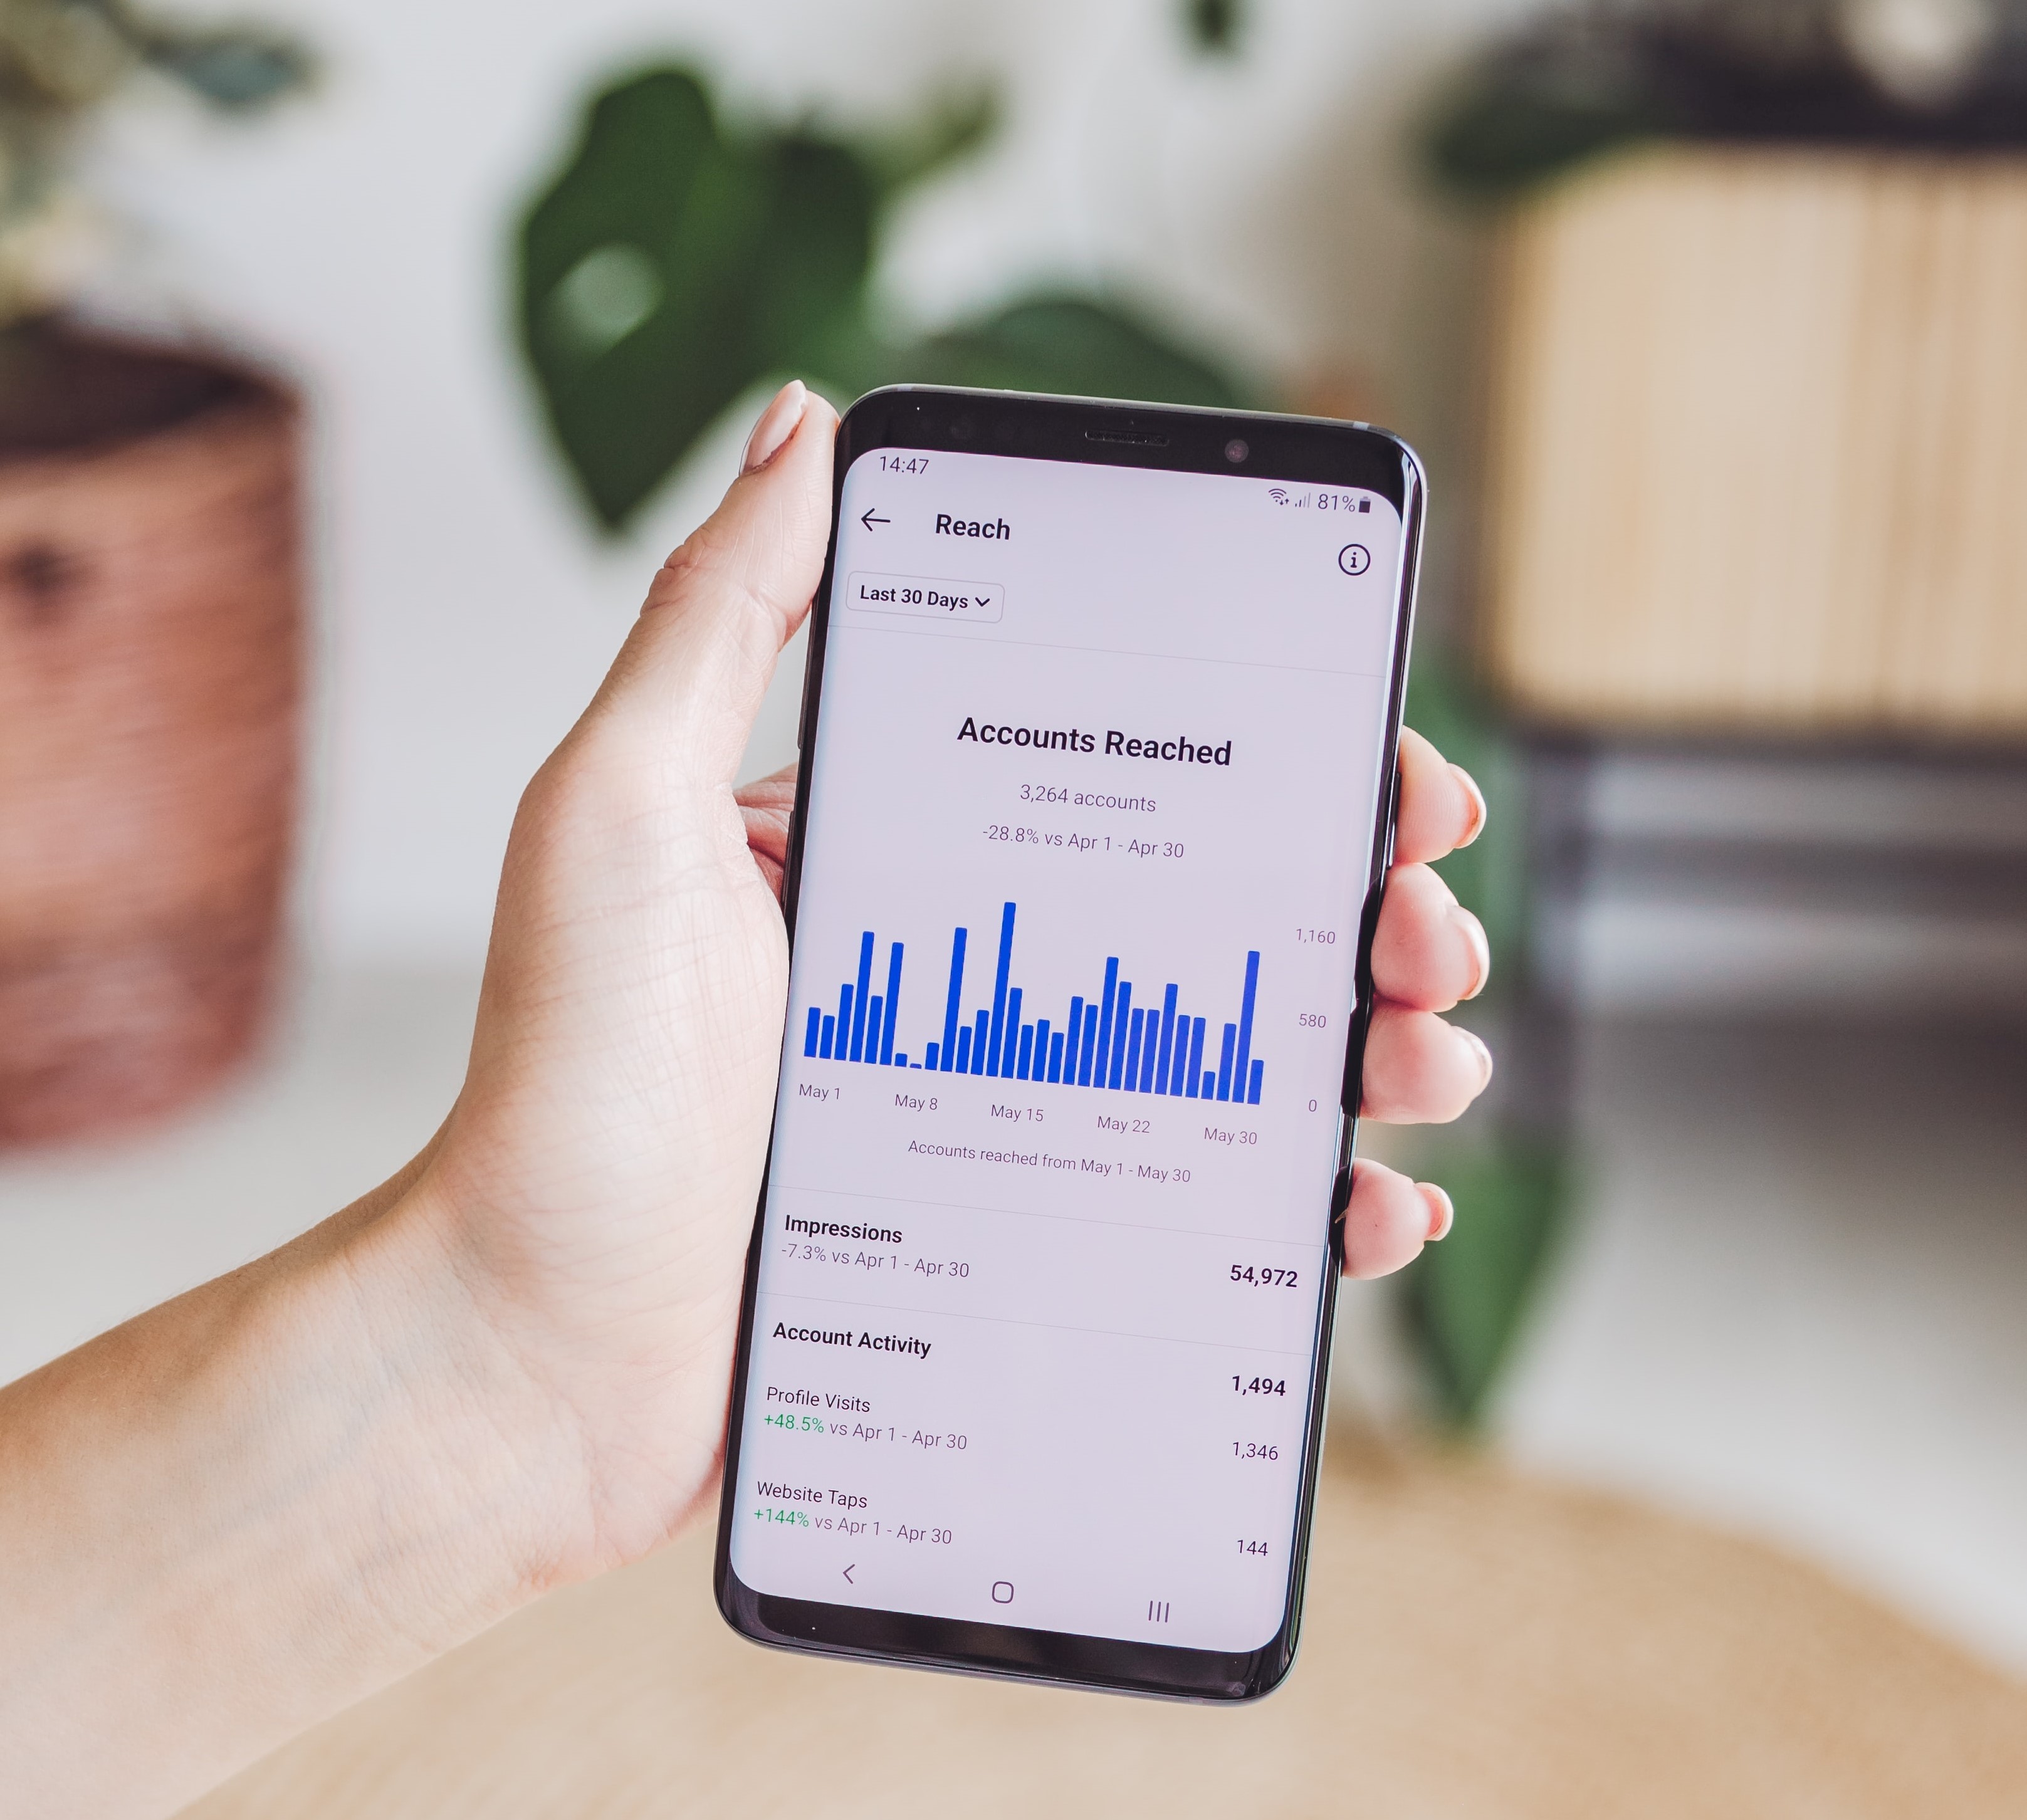 14:47
81%
Reach
Last 30 Days
Accounts Reached
3,264 accounts
-28.8% vs Apr 1 - Apr 30
1,160
580
0
May 1 May 8 May 15 May 22 May 30
Accounts reached from May 1 - May 30
Impressions
-7.3% vs Apr 1 - Apr 30
54,972
Account Activity
1,494
Profile Visits
+48.5% vs Apr 1 - Apr 30
1,346
Website Taps
+144% vs Apr 1 - Apr 30
144